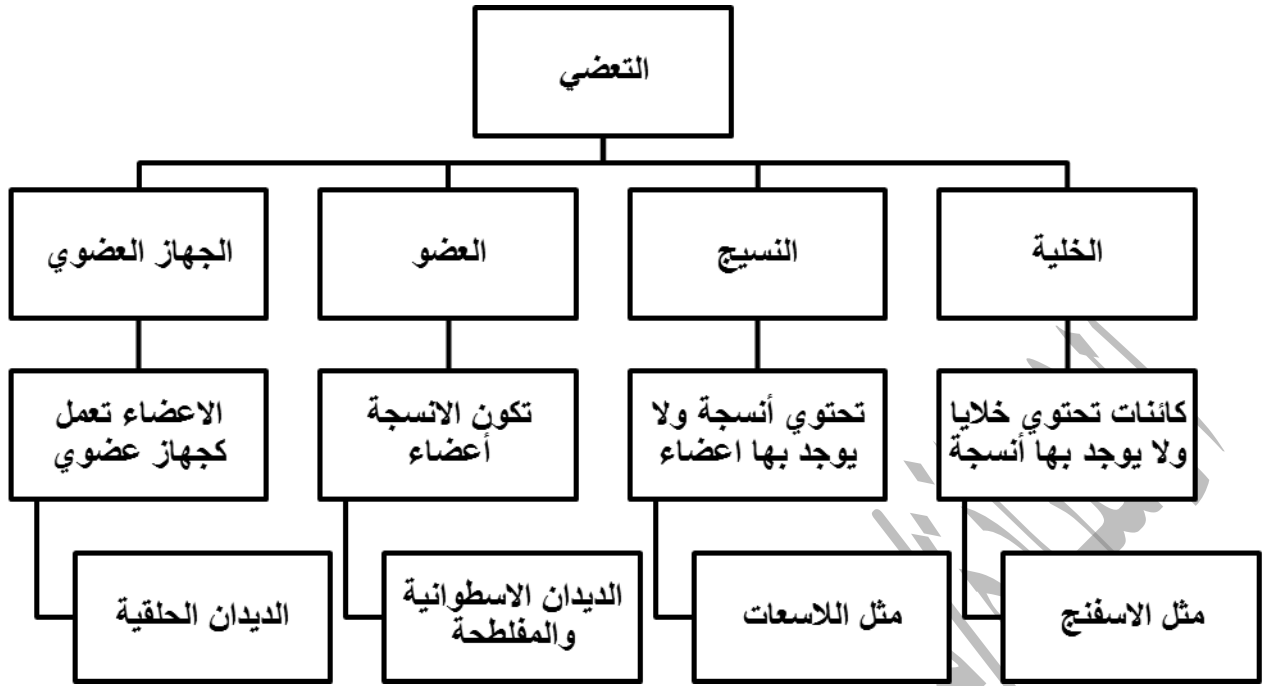 التعضي
الخلية
النسيج
العضو
الجهاز العضوي
كائنات تحتوي خلايا
ولا يوجد بها أنسجة
تحتوي أنسجة ولا
يوجد بها اعضاء
تكون الانسجة
أعضاء
الاعضاء تعمل
كجهاز عضوي
مثل الاسفنج
مثل اللاسعات
الديدان الاسطوانية
والمفلطحة
الديدان الحلقية